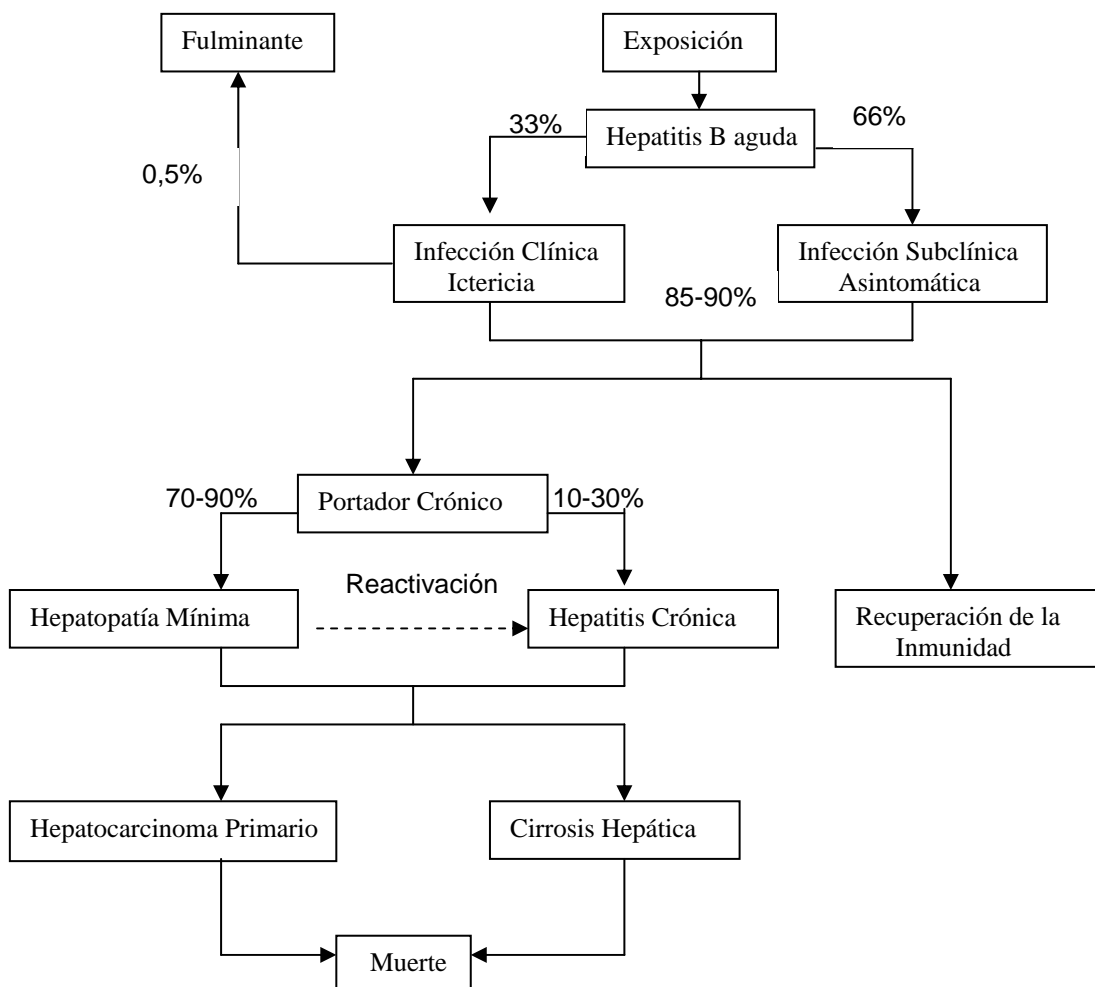 Fulminante
Exposición
33%
Hepatitis B aguda
66%
0,5%
Infección Clínica
Ictericia
Infección Subclínica
Asintomática
85-90%
70-90%
Portador Crónico
10-30%
Reactivación
Hepatopatía Mínima
Hepatitis Crónica
Recuperación de la
Inmunidad
Hepatocarcinoma Primario
Cirrosis Hepática
Muerte